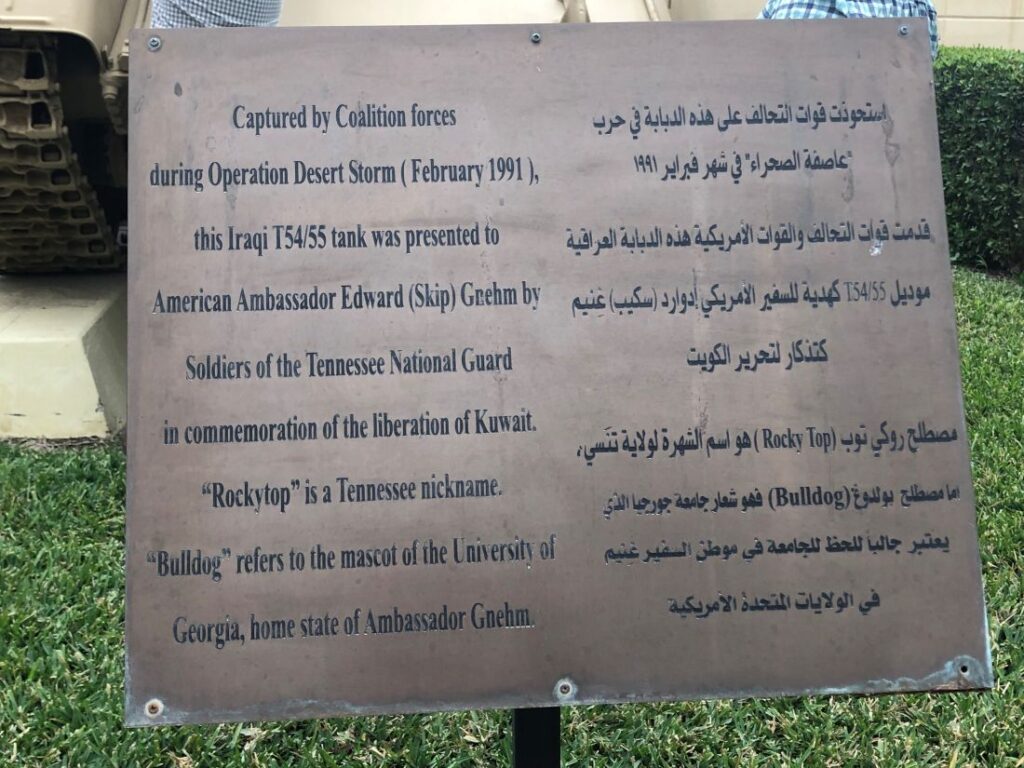 Captured by Coalition forces
during Operation Desert Storm ( February 1991 ),
this Iraqi T54/55 tank was presented to
American Ambassador Edward (Skip) Gnehm by
Soldiers of the Tennessee National Guard
in commemoration of the liberation of Kuwait.
“Rockytop” is a Tennessee nickname.
“Bulldog” refers to the mascot of the University of
Georgia, home state of Ambassador Gnehm.
إستحوذت قوات التحالف على هذه الدبابة في حرب
"عاصفة الصحراء" في شهر فبراير ١٩٩١
قدمت قوات التحالف والقوات الأمريكية هذه الدبابة العراقية
موديل T54/55 كهدية للسفير الأمريكي إدوارد (سكيب) غنيم
كتذكار لتحرير الكويت
مصطلح روكي توب (Rocky Top) هو اسم الشهرة لولاية تنسي،
اما مصطلح بولدوغ (Bulldog) فهو شعار جامعة جورجيا الذي
يعتبر جالباً للحظ للجامعة في موطن السفير غنيم
في الولايات المتحدة الأمريكية